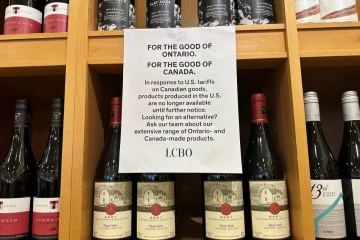 FOR THE GOOD OF
ONTARIO.
FOR THE GOOD OF
CANADA.
In response to U.S. tariffs
on Canadian goods,
products produced in the U.S.
are no longer available
until further notice.
Looking for an alternative?
Ask our team about our
extensive range of Ontario- and
Canada-made products.
LCBO
13th